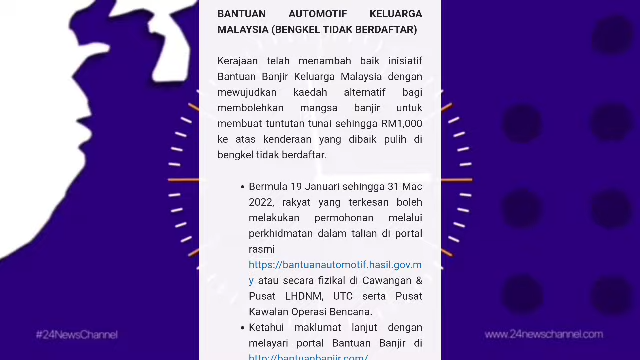 BANTUAN AUTOMOTIF KELUARGA
MALAYSIA (BENGKEL TIDAK BERDAFTAR)
Kerajaan telah menambah baik inisiatif
Bantuan Banjir Keluarga Malaysia dengan
mewujudkan kaedah alternatif bagi
membolehkan mangsa banjir untuk
membuat tuntutan tunai sehingga RM1,000
ke atas kenderaan yang dibaik pulih di
bengkel tidak berdaftar.
• Bermula 19 Januari sehingga 31 Mac
2022, rakyat yang terkesan boleh
melakukan permohonan melalui
perkhidmatan dalam talian di portal
rasmi
https://bantuanautomotif.hasil.gov.m
y atau secara fizikal di Cawangan &
Pusat LHDNM, UTC serta Pusat
Kawalan Operasi Bencana.
• Ketahui maklumat lanjut dengan
melayari portal Bantuan Banjir di
http://bantuanbanjir.com/
#24NewsChannel
www.24newschannel.com